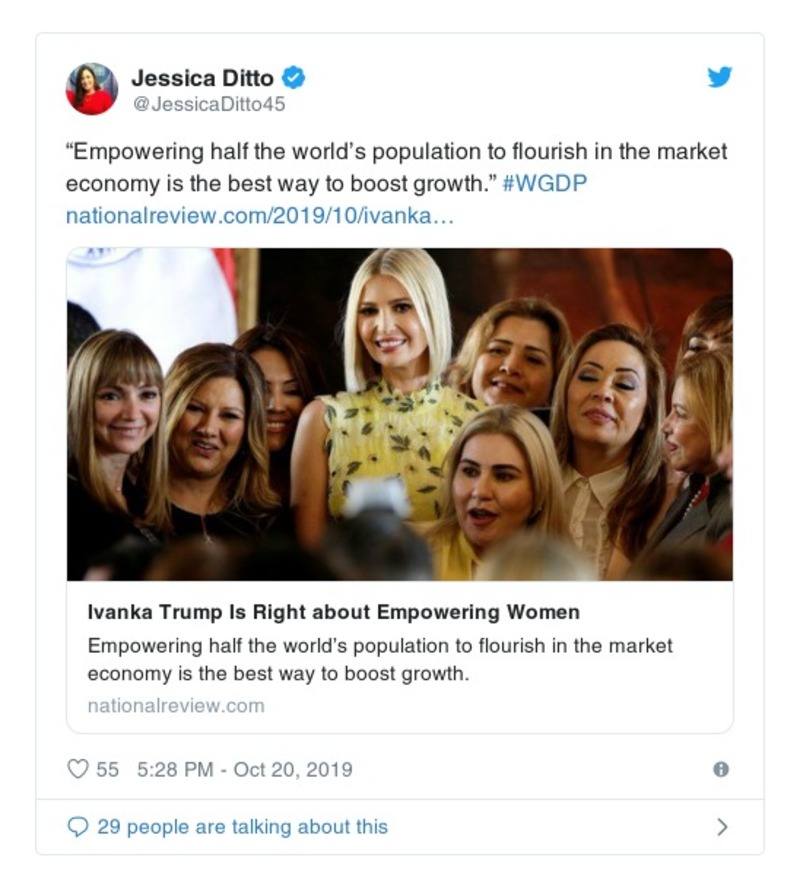 Jessica Ditto
@JessicaDitto45
“Empowering half the world’s population to flourish in the market
economy is the best way to boost growth.” #WGDP
nationalreview.com/2019/10/ivanka…
Ivanka Trump Is Right about Empowering Women
Empowering half the world’s population to flourish in the market
economy is the best way to boost growth.
nationalreview.com
55 5:28 PM - Oct 20, 2019
29 people are talking about this